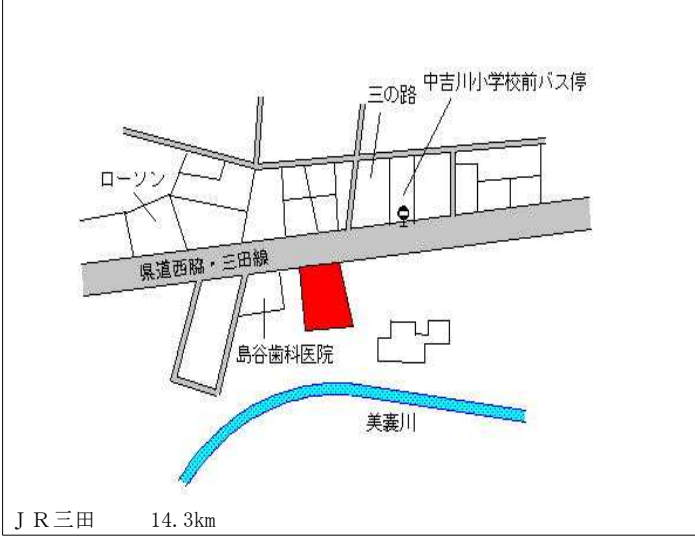 中吉川小学校前バス停
三の路
ローソン
県道西脇・三田線
島谷歯科医院
美嚢川
ＪＲ三田 14.3km